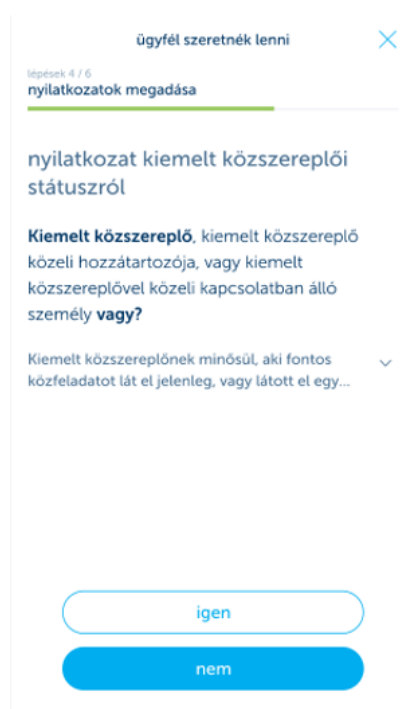 ügyfél szeretnék lenni
lépések 4 / 6
nyilatkozatok megadása
nyilatkozat kiemelt közszereplői
státuszról
Kiemelt közszereplő, kiemelt közszereplő
közeli hozzátartozója, vagy kiemelt
közszereplővel közeli kapcsolatban álló
személy vagy?
Kiemelt közszereplőnek minősül, aki fontos
közfeladatot lát el jelenleg, vagy látott el egy...
igen
nem